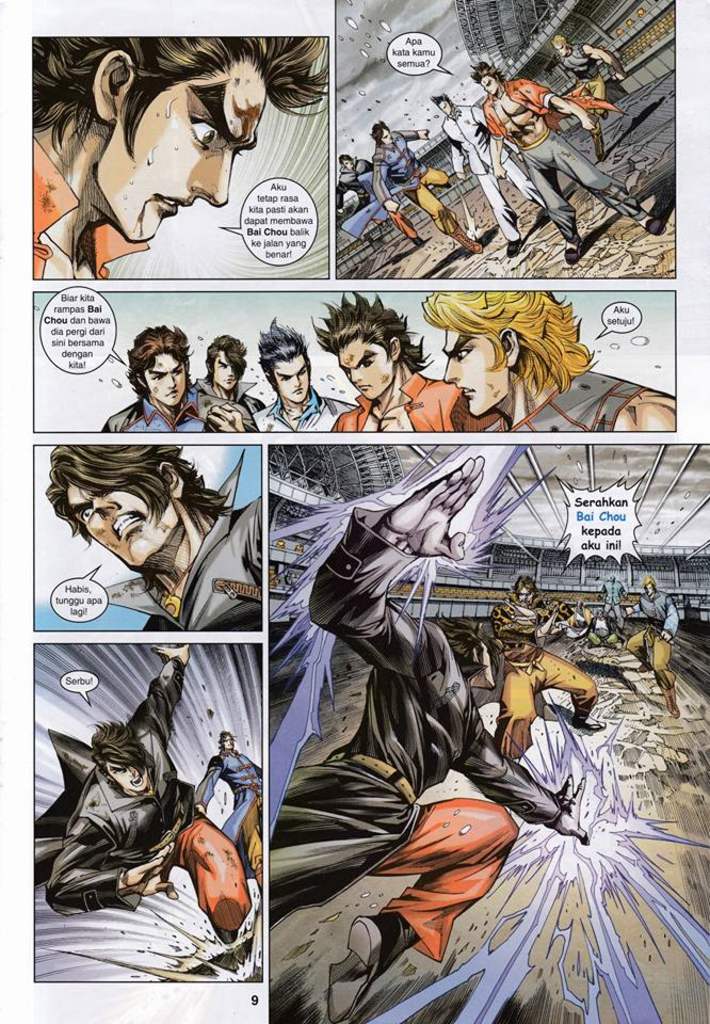 Aku
tetap rasa
kita pasti akan
dapat membawa
Bai Chou balik
ke jalan yang
benar!
Apa
kata kamu
semua?
Biar kita
rampas Bai
Chou dan bawa
dia pergi dari
sini bersama
dengan
kita!
Aku
setuju!
Habis,
tunggu apa
lagi!
Serbu!
Serahkan
Bai Chou
kepada
aku ini!
9